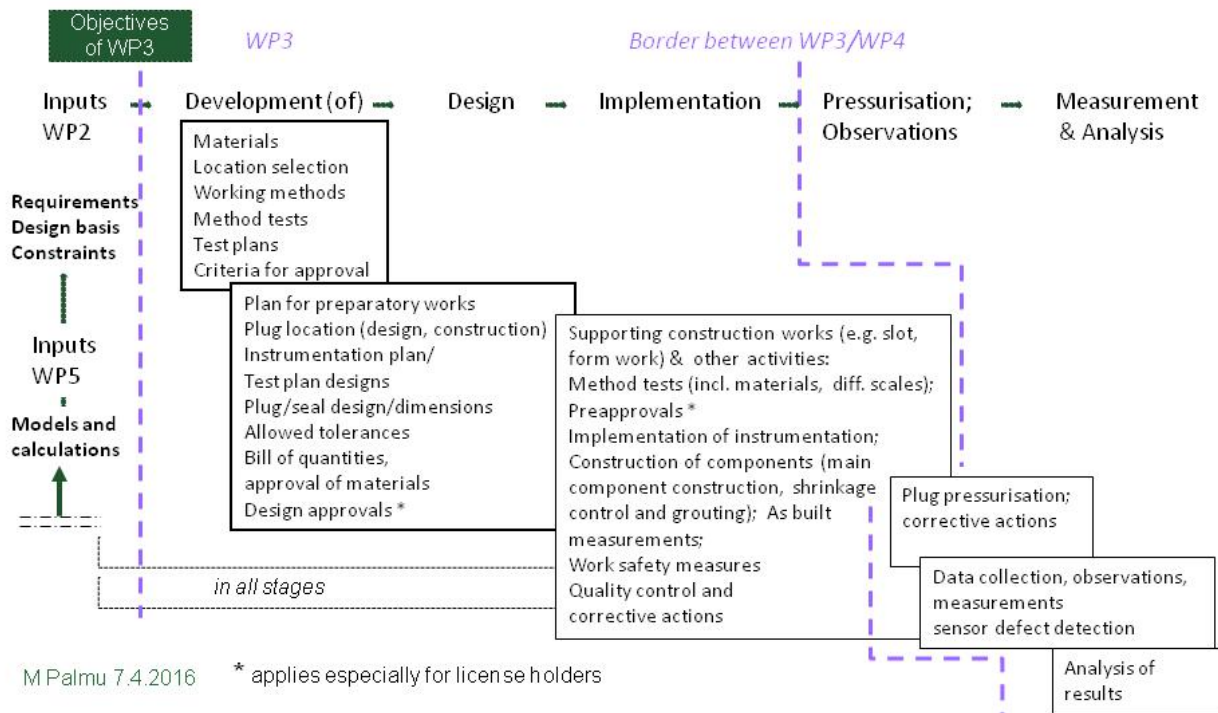 Objectives
of WP3
WP3
Border between WP3/WP4
Inputs
WP2
Development (of)
Design
Implementation
Pressurisation;
Observations
Measurement
& Analysis
Requirements
Design basis
Constraints
Inputs
WP5
Models and
calculations
Materials
Location selection
Working methods
Method tests
Test plans
Criteria for approval
Plan for preparatory works
Plug location (design, construction)
Instrumentation plan/
Test plan designs
Plug/seal design/dimensions
Allowed tolerances
Bill of quantities,
approval of materials
Design approvals *
Supporting construction works (e.g. slot,
form work) & other activities:
Method tests (incl. materials, diff. scales);
Preapprovals *
Implementation of instrumentation;
Construction of components (main
component construction, shrinkage
control and grouting); As built
measurements;
Work safety measures
Quality control and
corrective actions
Plug pressurisation;
corrective actions
Data collection, observations,
measurements
sensor defect detection
Analysis of
results
in all stages
M Palmu 7.4.2016
* applies especially for license holders